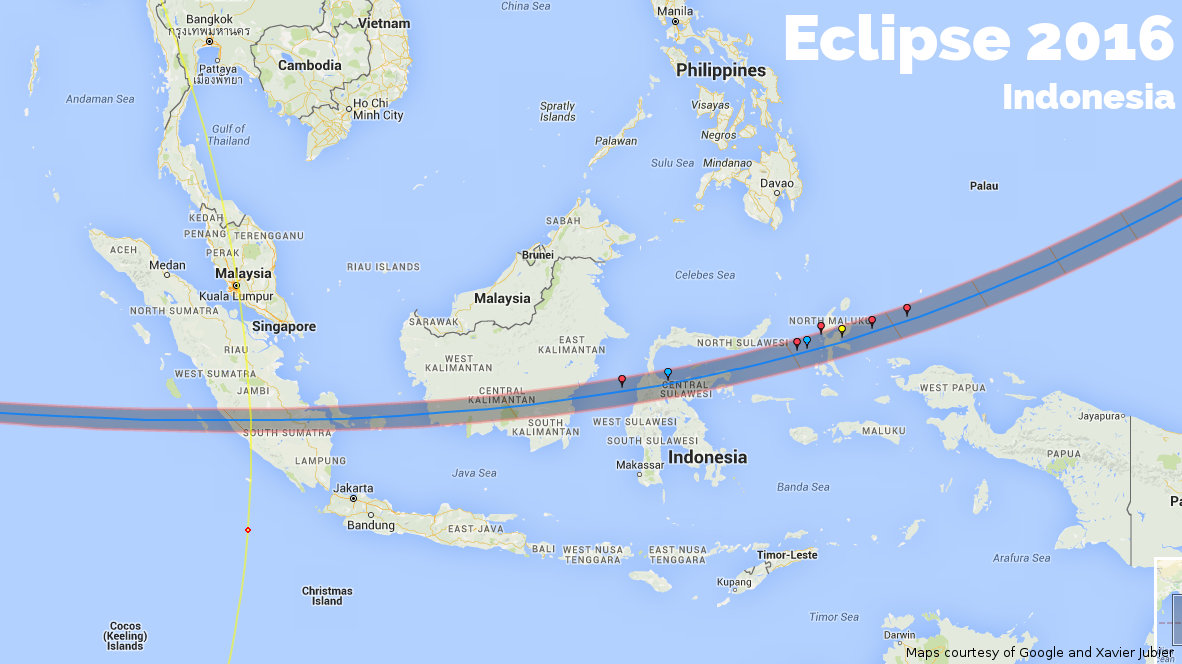 Eclipse 2016
Indonesia
China Sea
Manila
Bangkok
กรุงเทพมหานคร
Vietnam
Cambodia
Pattaya
เมืองพัทยา
Philippines
Andaman Sea
Ho Chi
Minh City
Spratly
Islands
Visayas
Gulf of
Thailand
Negros
Palawan
Sulu Sea
Mindanao
Davao
Palau
KEDAH
PENANG
TERENGGANU
SABAH
ACEH
PERAK
Brunei
Medan
Malaysia
RIAU ISLANDS
Celebes Sea
Kuala Lumpur
Malaysia
NORTH SUMATRA
SARAWAK
NORTH MALUKU
Singapore
RIAU
EAST
KALIMANTAN
NORTH SULAWESI
WEST
KALIMANTAN
WEST SUMATRA
JAMBI
CENTRAL
KALIMANTAN
CENTRAL
SULAWESI
WEST PAPUA
Jayapura
SOUTH
KALIMANTAN
WEST SULAWESI
SOUTH SUMATRA
MALUKU
SOUTH SULAWESI
PAPUA
LAMPUNG
Makassar
Indonesia
Java Sea
Banda Sea
Jakarta
Pa
Bandung
EAST JAVA
BALI
WEST NUSA
TENGGARA
EAST NUSA
TENGGARA
Timor-Leste
Arafura Sea
Kupang
Christmas
Island
Timor Sea
Cocos
(Keeling)
Islands
Darwin
Maps courtesy of Google and Xavier Jubier